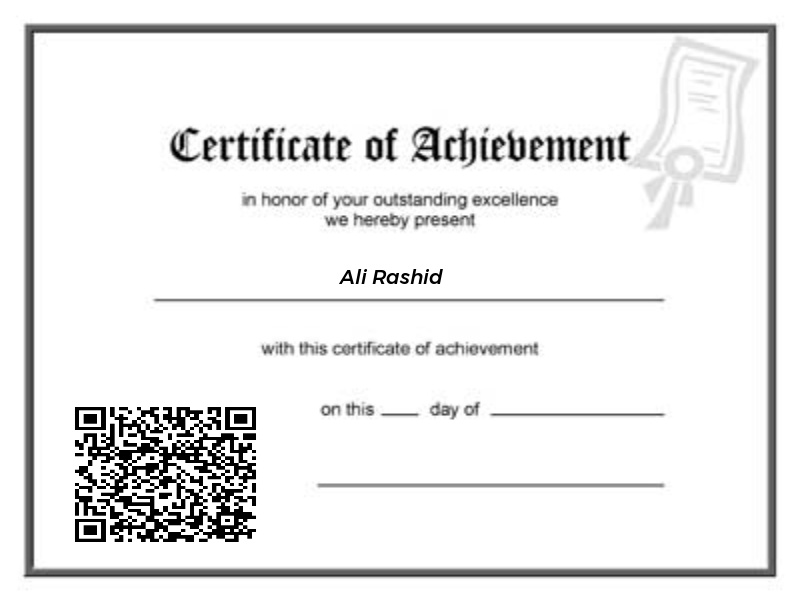 Certificate of Achievement
in honor of your outstanding excellence
we hereby present
Ali Rashid
with this certificate of achievement
on this ____ day of ____________________